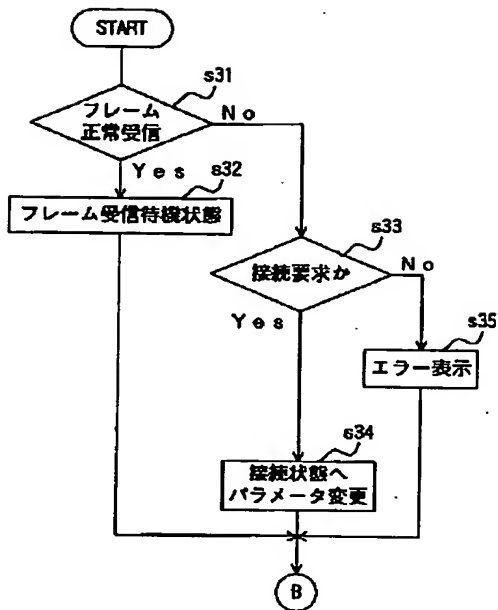 START
s31
フレーム
正常受信
No
Yes
s32
フレーム受信待機状態
s33
接続要求か
No
Yes
s35
エラー表示
s34
接続状態へ
パラメータ変更
B